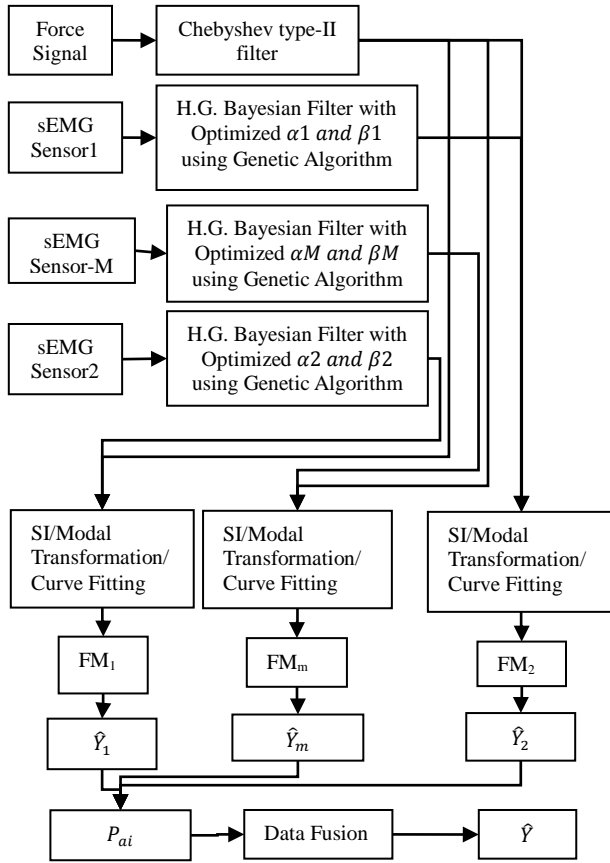 Force
Signal
Chebyshev type-II
filter
sEMG
Sensor1
H.G. Bayesian Filter with
Optimized α1 and β1
using Genetic Algorithm
sEMG
Sensor-M
H.G. Bayesian Filter with
Optimized αM and βM
using Genetic Algorithm
sEMG
Sensor2
H.G. Bayesian Filter with
Optimized α2 and β2
using Genetic Algorithm
SI/Modal
Transformation/
Curve Fitting
SI/Modal
Transformation/
Curve Fitting
SI/Modal
Transformation/
Curve Fitting
FM₁
FMₘ
FM₂
Ŷ₁
Ŷₘ
Ŷ₂
Pₐᵢ
Data Fusion
Ŷ